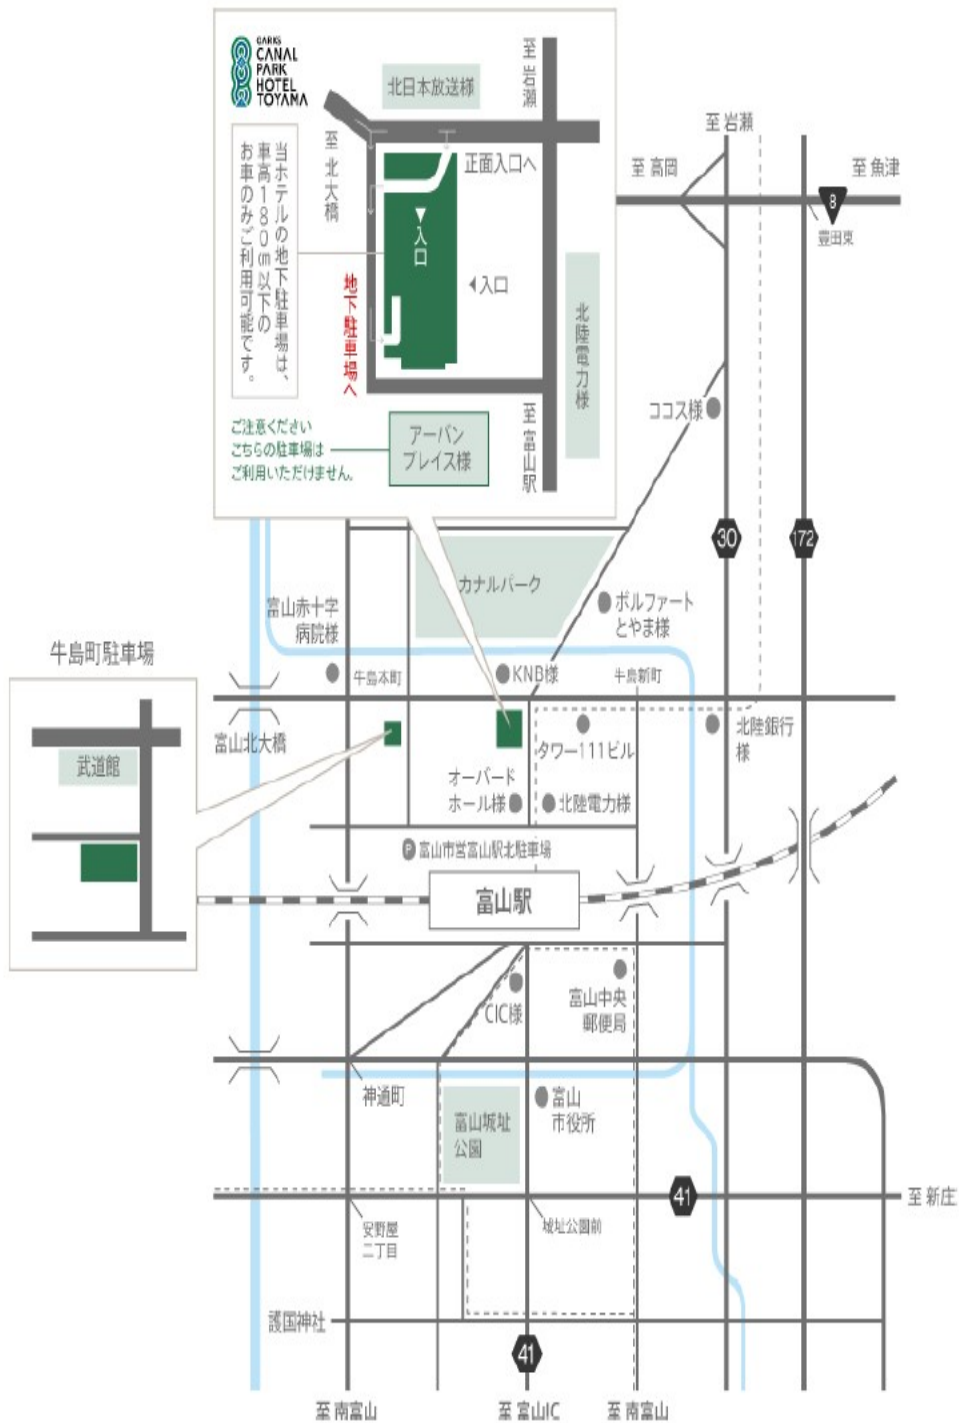 OARKS
CANAL
PARK
HOTEL
TOYAMA
当ホテルの地下駐車場は、
車高180cm以下の
お車のみご利用可能です。
北日本放送様
至 岩瀬
至 北大橋
正面入口へ
▼入口
◀入口
地下駐車場へ
北陸電力様
至 富山駅
アーバン
プレイス様
ご注意ください
こちらの駐車場は
ご利用いただけません。
至 岩瀬
至 高岡
至 魚津
8
豊田東
ココス様
30
172
カナルパーク
富山赤十字
病院様
ボルファート
とやま様
牛島町駐車場
武道館
牛島本町
KNB様
牛島新町
富山北大橋
タワー111ビル
北陸銀行
様
オーバード
ホール様
北陸電力様
P 富山市営富山駅北駐車場
富山駅
CIC様
富山中央
郵便局
神通町
富山城址
公園
富山
市役所
41
至 新庄
安野屋
二丁目
城址公園前
護国神社
41
至 南富山
至 富山IC
至 南富山